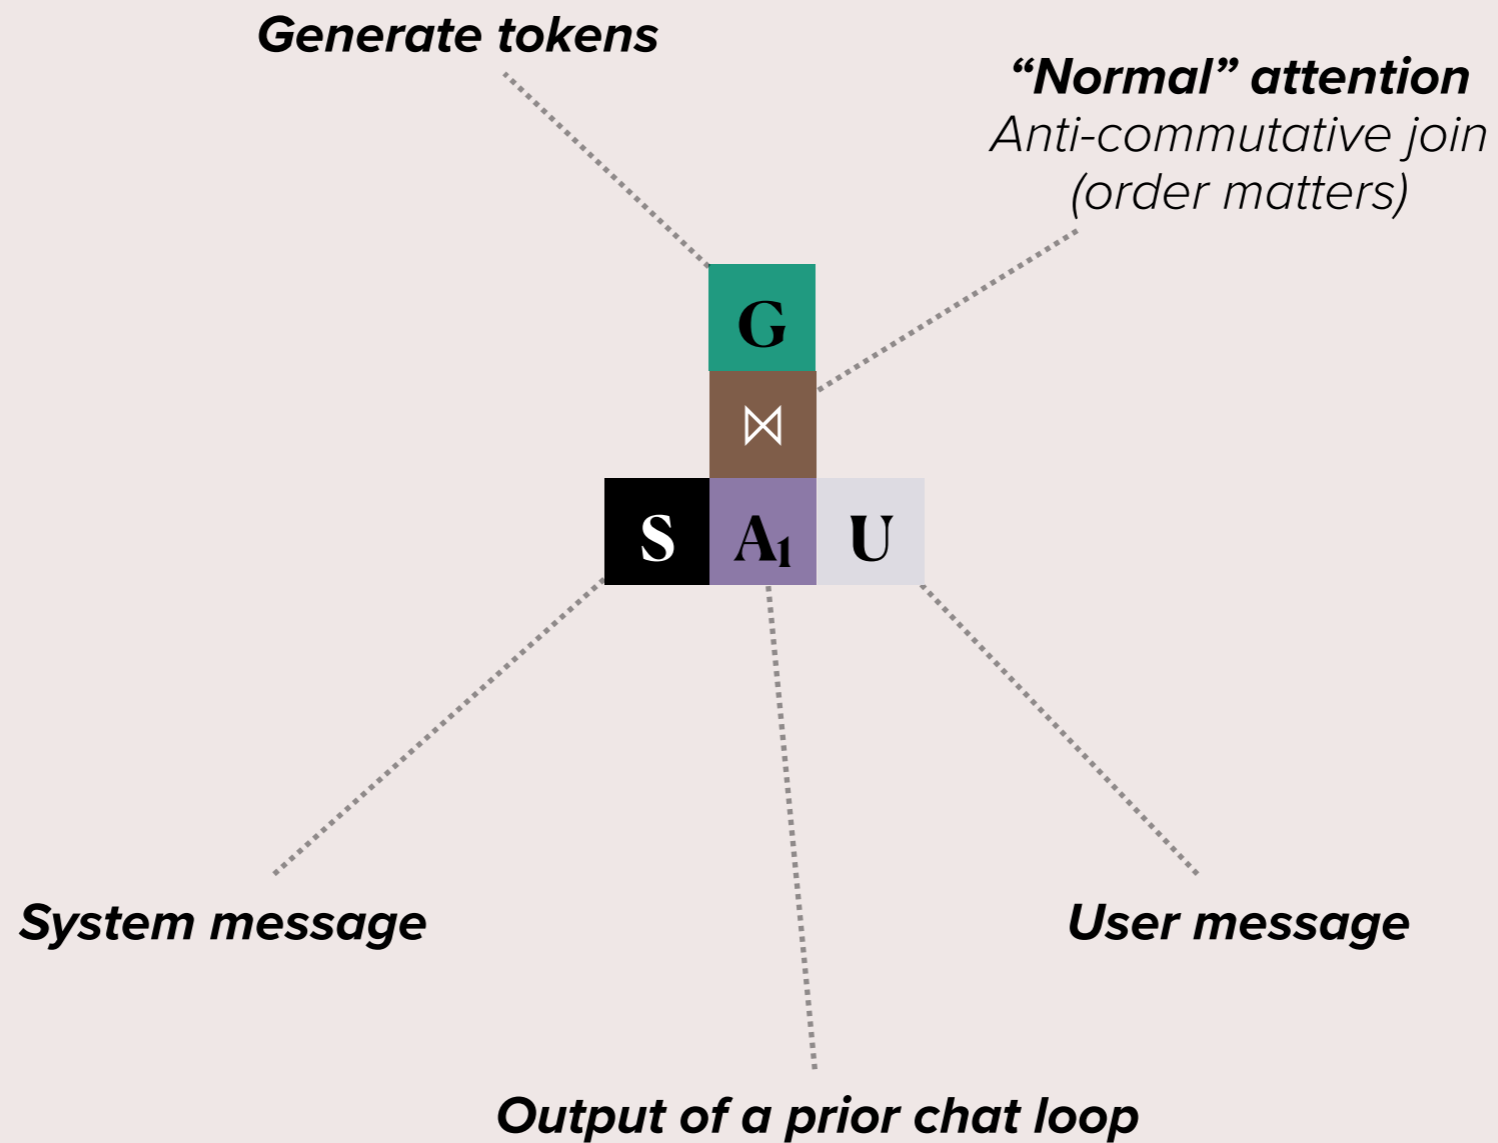 Generate tokens
“Normal” attention
Anti-commutative join
(order matters)
G
⋈
S A₁ U
System message
User message
Output of a prior chat loop